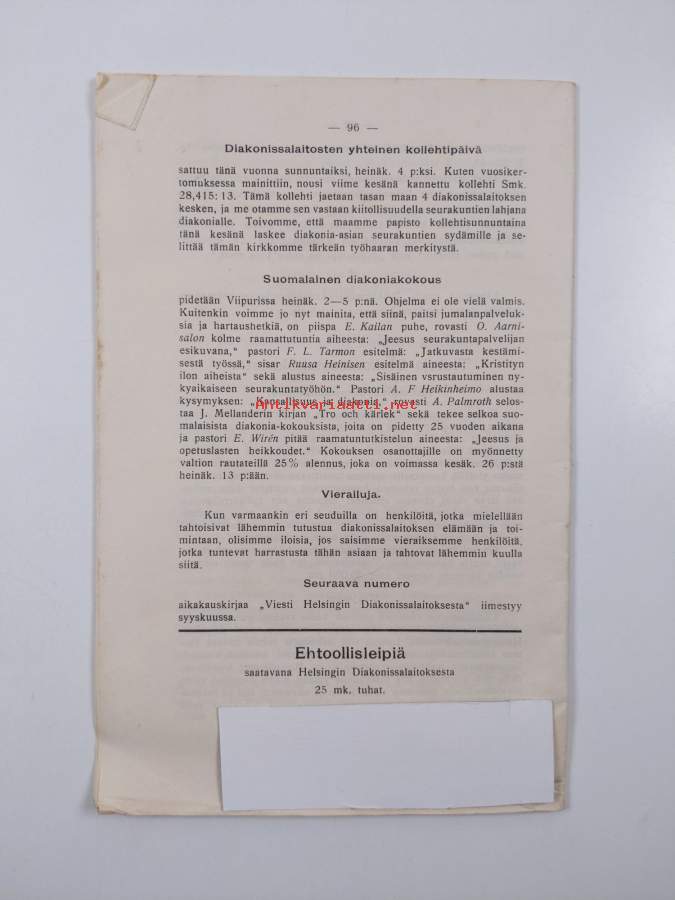 — 96 —
Diakonissalaitosten yhteinen kollehtipäivä
sattuu tänä vuonna sunnuntaiksi, heinäk. 4 p:ksi. Kuten vuosiker-
tomuksessa mainittiin, nousi viime kesänä kannettu kollehti Smk.
28,415: 13. Tämä kollehti jaetaan tasan maan 4 diakonissalaitoksen
kesken, ja me otamme sen vastaan kiitollisuudella seurakuntien lahjana
diakonialle. Toivomme, että maamme papisto kollehtisunnuntaina
tänä kesänä laskee diakonia-asian seurakuntien sydämille ja se-
littää tämän kirkkomme tärkeän työhaaran merkitystä.
Suomalainen diakoniakokous
pidetään Viipurissa heinäk. 2—5 p:nä. Ohjelma ei ole vielä valmis.
Kuitenkin voimme jo nyt mainita, että siinä, paitsi jumalanpalveluk-
sia ja hartaushetkiä, on piispa E. Kailan puhe, rovasti O. Aarni-
salon kolme raamattutuntia aiheesta: „Jeesus seurakuntapalvelijan
esikuvana,“ pastori F. L. Tarmon esitelmä: „Jatkuvasta kestämi-
sestä työssä,“ sisar Ruusa Heinisen esitelmä aineesta: „Kristityn
ilon aiheista“ sekä alustus aineesta: „Sisäinen vsrustautuminen ny-
kyaikaiseen seurakuntatyöhön.“ Pastori A. F Heikinheimo alustaa
kysymyksen: „Kansallisuus ja diakonia,“ rovasti A. Palmroth selos-
Antikvariaatti.net
taa J. Mellanderin kirjan „Tro och kärlek“ sekä tekee selkoa suo-
malaisista diakonia-kokouksista, joita on pidetty 25 vuoden aikana
ja pastori E. Wirén pitää raamatuntutkistelun aineesta: „Jeesus ja
opetuslasten heikkoudet.“ Kokouksen osanottajille on myönnetty
valtion rautateillä 25 % alennus, joka on voimassa kesäk. 26 p:stä
heinäk. 13 p:ään.
Vierailuja.
Kun varmaankin eri seuduilla on henkilöitä, jotka mielellään
tahtoisivat lähemmin tutustua diakonissalaitoksen elämään ja toi-
mintaan, olisimme iloisia, jos saisimme vieraiksemme henkilöitä,
jotka tuntevat harrastusta tähän asiaan ja tahtovat lähemmin kuulla
siitä.
Seuraava numero
aikakauskirjaa „Viesti Helsingin Diakonissalaitoksesta“ ilmestyy
syyskuussa.
Ehtoollisleipiä
saatavana Helsingin Diakonissalaitoksesta
25 mk. tuhat.